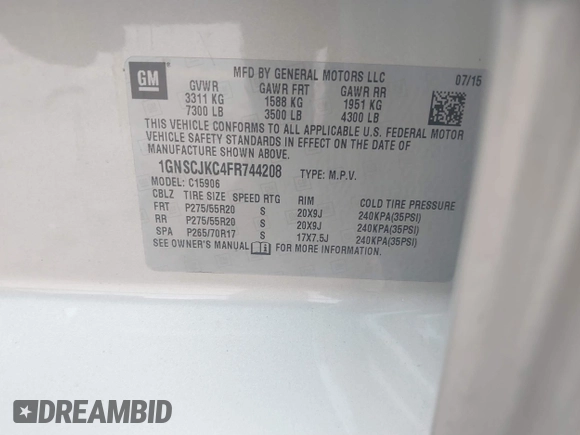 GM
MFD BY GENERAL MOTORS LLC 07/15
GVWR GAWR FRT GAWR RR
3311 KG 1588 KG 1951 KG
7300 LB 3500 LB 4300 LB
THIS VEHICLE CONFORMS TO ALL APPLICABLE U.S. FEDERAL MOTOR
VEHICLE SAFETY STANDARDS IN EFFECT ON THE DATE OF
MANUFACTURE SHOWN ABOVE.
1GNSCJKC4FR744208 TYPE: M.P.V.
MODEL: C15906
CBLZ TIRE SIZE SPEED RTG RIM COLD TIRE PRESSURE
FRT P275/55R20 S 20X9J 240KPA(35PSI)
RR P275/55R20 S 20X9J 240KPA(35PSI)
SPA P265/70R17 S 17X7.5J 240KPA(35PSI)
SEE OWNER'S MANUAL FOR MORE INFORMATION.
DREAMBID